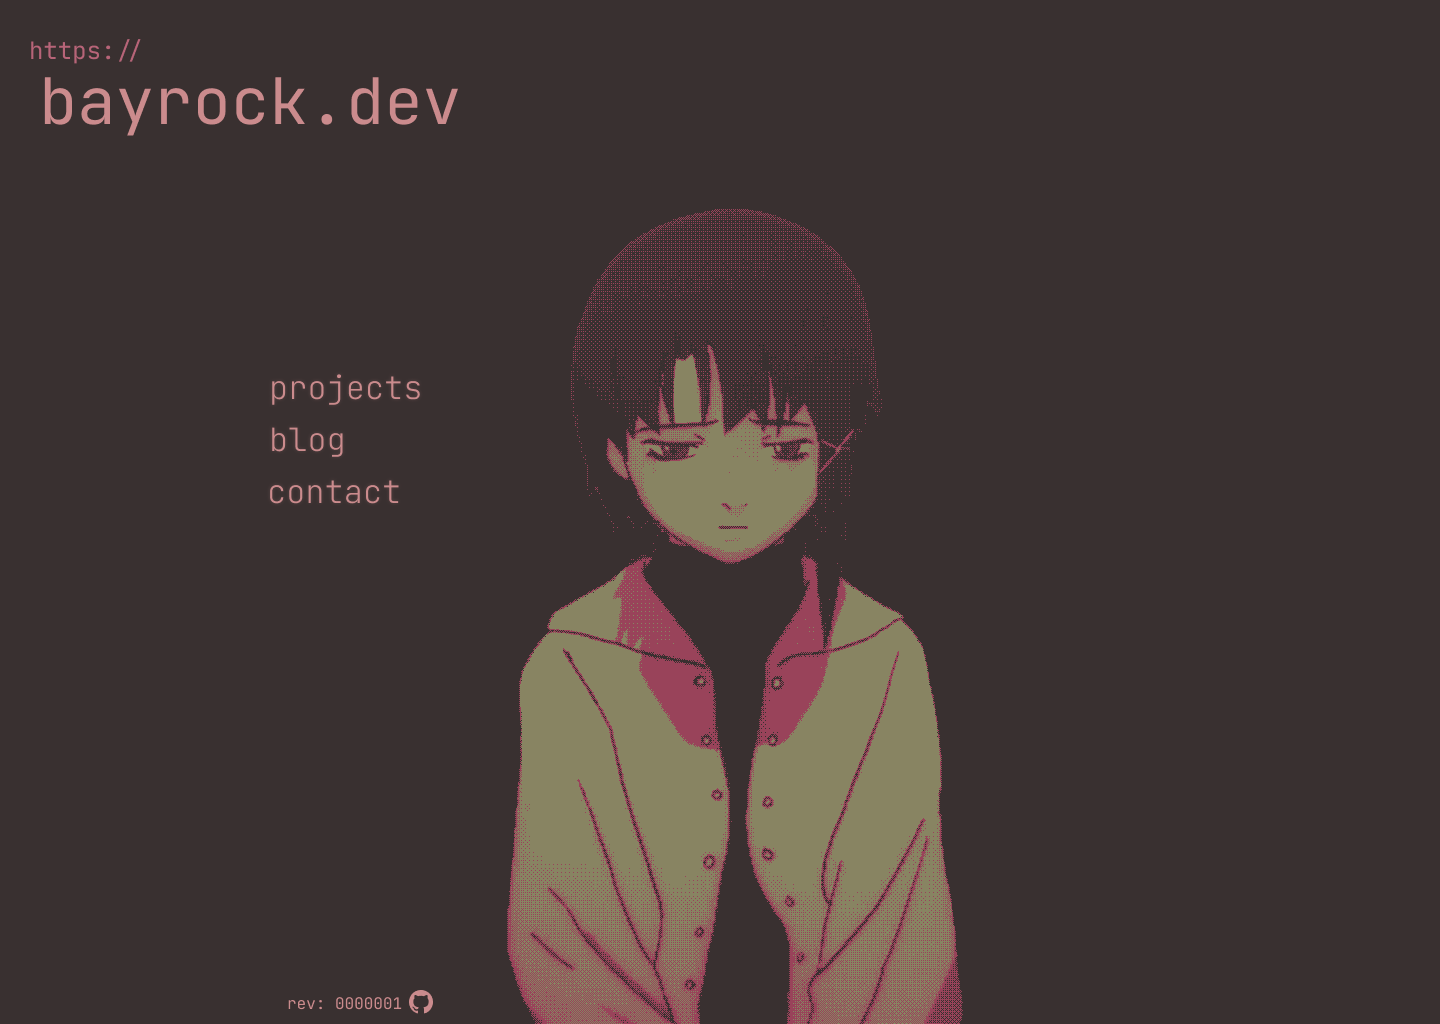 https://
bayrock.dev
projects
blog
contact
rev: 0000001